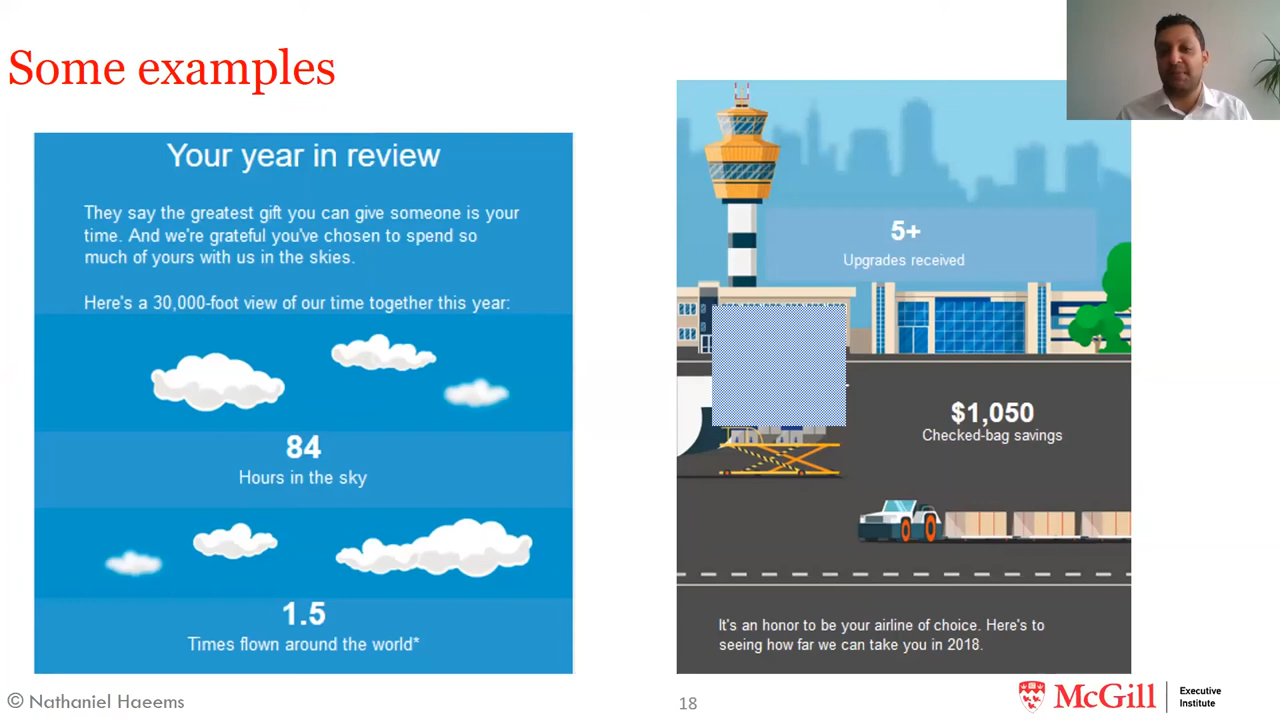 Some examples
Your year in review
They say the greatest gift you can give someone is your
time. And we're grateful you've chosen to spend so
much of yours with us in the skies.
Here's a 30,000-foot view of our time together this year:
84
Hours in the sky
1.5
Times flown around the world*
5+
Upgrades received
$1,050
Checked-bag savings
It's an honor to be your airline of choice. Here's to
seeing how far we can take you in 2018.
© Nathaniel Haeems
18
McGill
Executive
Institute